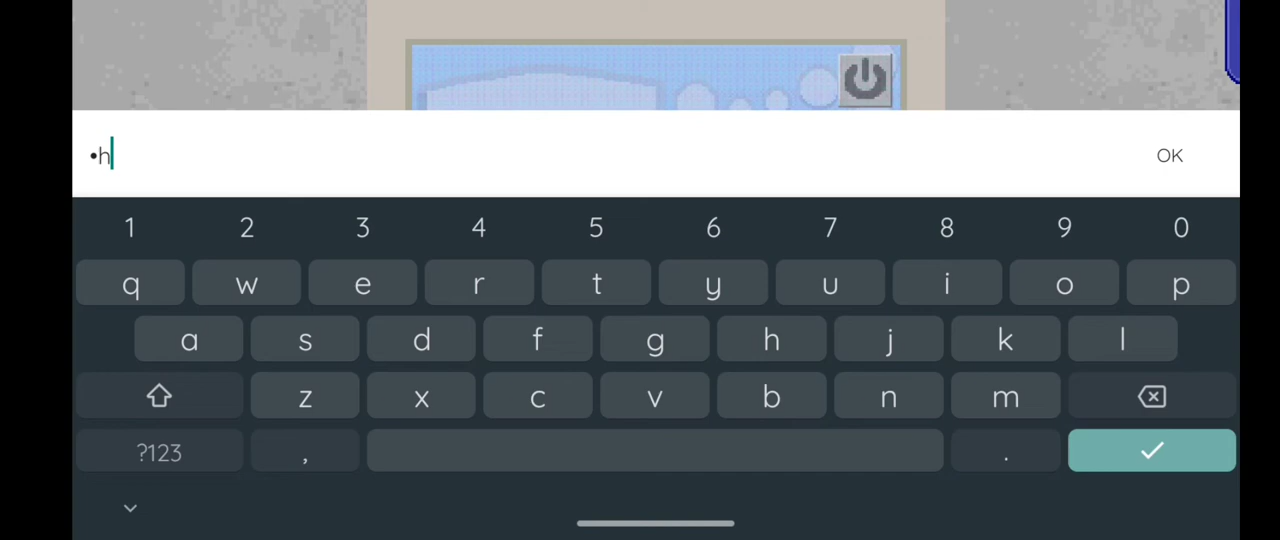 •h
OK
1 2 3 4 5 6 7 8 9 0
q w e r t y u i o p
a s d f g h j k l
z x c v b n m
?123 , .